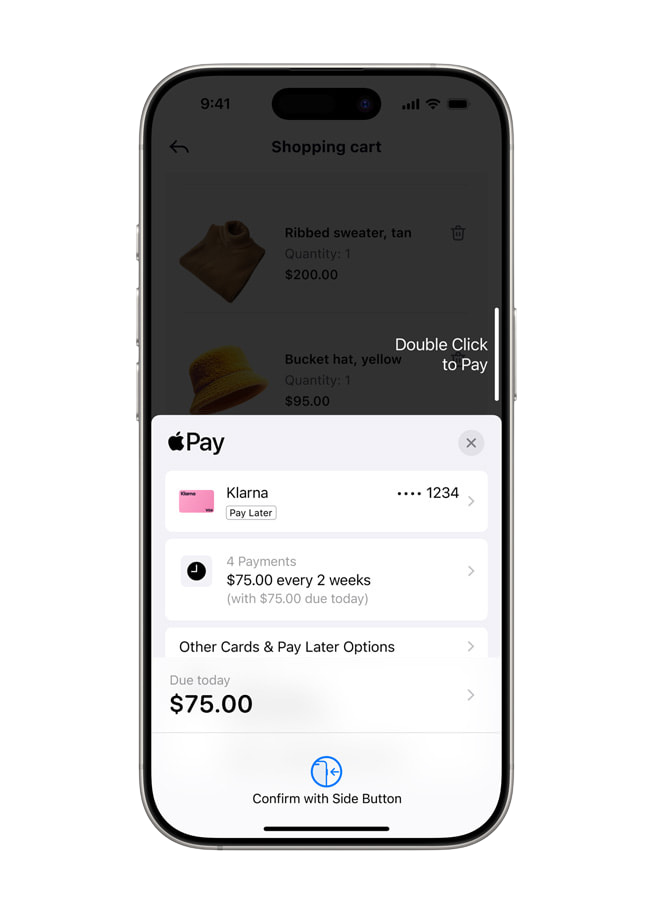 9:41
Shopping cart
Ribbed sweater, tan
Quantity: 1
$200.00
Double Click
to Pay
Bucket hat, yellow
Quantity: 1
$95.00
Pay
Klarna
•••• 1234
Klarna
VISA
Pay Later
4 Payments
$75.00 every 2 weeks
(with $75.00 due today)
Other Cards & Pay Later Options
Due today
$75.00
Confirm with Side Button